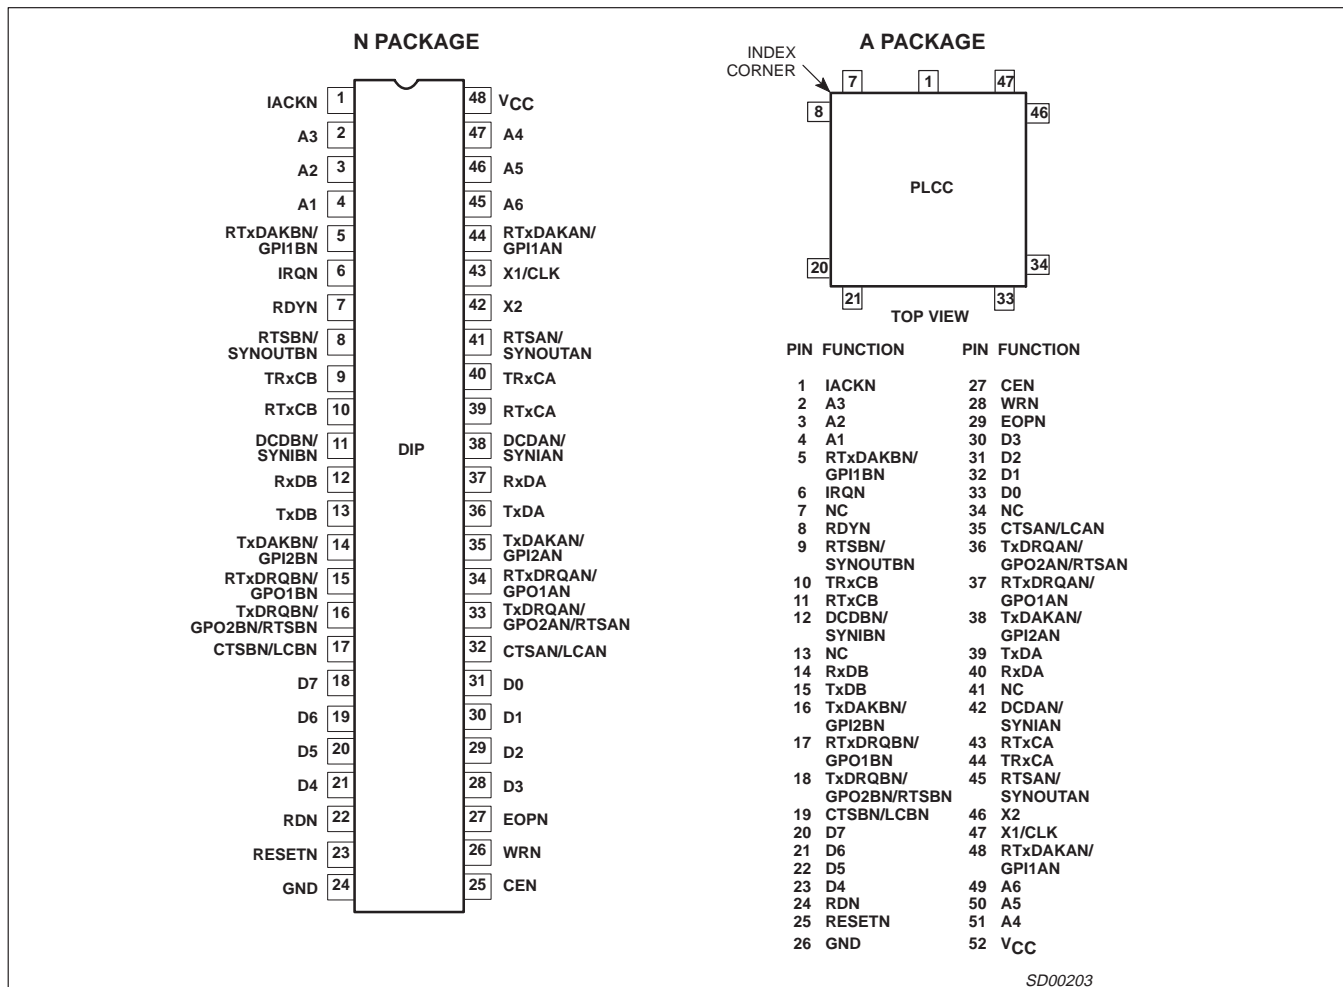 N PACKAGE
IACKN 1
A3 2
A2 3
A1 4
RTxDAKBN/
GPI1BN 5
IRQN 6
RDYN 7
RTSBN/
SYNOUTBN 8
TRxCB 9
RTxCB 10
DCDBN/
SYNIBN 11
RxDB 12
TxDB 13
TxDAKBN/
GPI2BN 14
RTxDRQBN/
GPO1BN 15
TxDRQBN/
GPO2BN/RTSBN 16
CTSBN/LCBN 17
D7 18
D6 19
D5 20
D4 21
RDN 22
RESETN 23
GND 24
DIP
48 VCC
47 A4
46 A5
45 A6
44 RTxDAKAN/
GPI1AN
43 X1/CLK
42 X2
41 RTSAN/
SYNOUTAN
40 TRxCA
39 RTxCA
38 DCDAN/
SYNIAN
37 RxDA
36 TxDA
35 TxDAKAN/
GPI2AN
34 RTxDRQAN/
GPO1AN
33 TxDRQAN/
GPO2AN/RTSAN
32 CTSAN/LCAN
31 D0
30 D1
29 D2
28 D3
27 EOPN
26 WRN
25 CEN
A PACKAGE
INDEX
CORNER
7 1 47
8 46
PLCC
20 34
21 33
TOP VIEW
PIN FUNCTION
1 IACKN
2 A3
3 A2
4 A1
5 RTxDAKBN/
GPI1BN
6 IRQN
7 NC
8 RDYN
9 RTSBN/
SYNOUTBN
10 TRxCB
11 RTxCB
12 DCDBN/
SYNIBN
13 NC
14 RxDB
15 TxDB
16 TxDAKBN/
GPI2BN
17 RTxDRQBN/
GPO1BN
18 TxDRQBN/
GPO2BN/RTSBN
19 CTSBN/LCBN
20 D7
21 D6
22 D5
23 D4
24 RDN
25 RESETN
26 GND
PIN FUNCTION
27 CEN
28 WRN
29 EOPN
30 D3
31 D2
32 D1
33 D0
34 NC
35 CTSAN/LCAN
36 TxDRQAN/
GPO2AN/RTSAN
37 RTxDRQAN/
GPO1AN
38 TxDAKAN/
GPI2AN
39 TxDA
40 RxDA
41 NC
42 DCDAN/
SYNIAN
43 RTxCA
44 TRxCA
45 RTSAN/
SYNOUTAN
46 X2
47 X1/CLK
48 RTxDAKAN/
GPI1AN
49 A6
50 A5
51 A4
52 VCC
SD00203